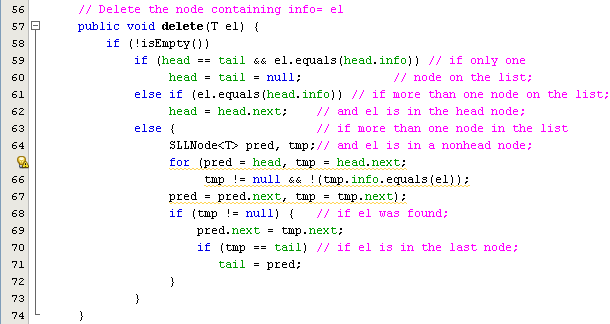 56 // Delete the node containing info= el
57 public void delete(T el) {
58 if (!isEmpty())
59 if (head == tail && el.equals(head.info)) // if only one
60 head = tail = null; // node on the list;
61 else if (el.equals(head.info)) // if more than one node on the list;
62 head = head.next; // and el is in the head node;
63 else { // if more than one node in the list
64 SLLNode<T> pred, tmp;// and el is in a nonhead node;
for (pred = head, tmp = head.next;
66 tmp != null && !(tmp.info.equals(el));
67 pred = pred.next, tmp = tmp.next);
68 if (tmp != null) { // if el was found;
69 pred.next = tmp.next;
70 if (tmp == tail) // if el is in the last node;
71 tail = pred;
72 }
73 }
74 }